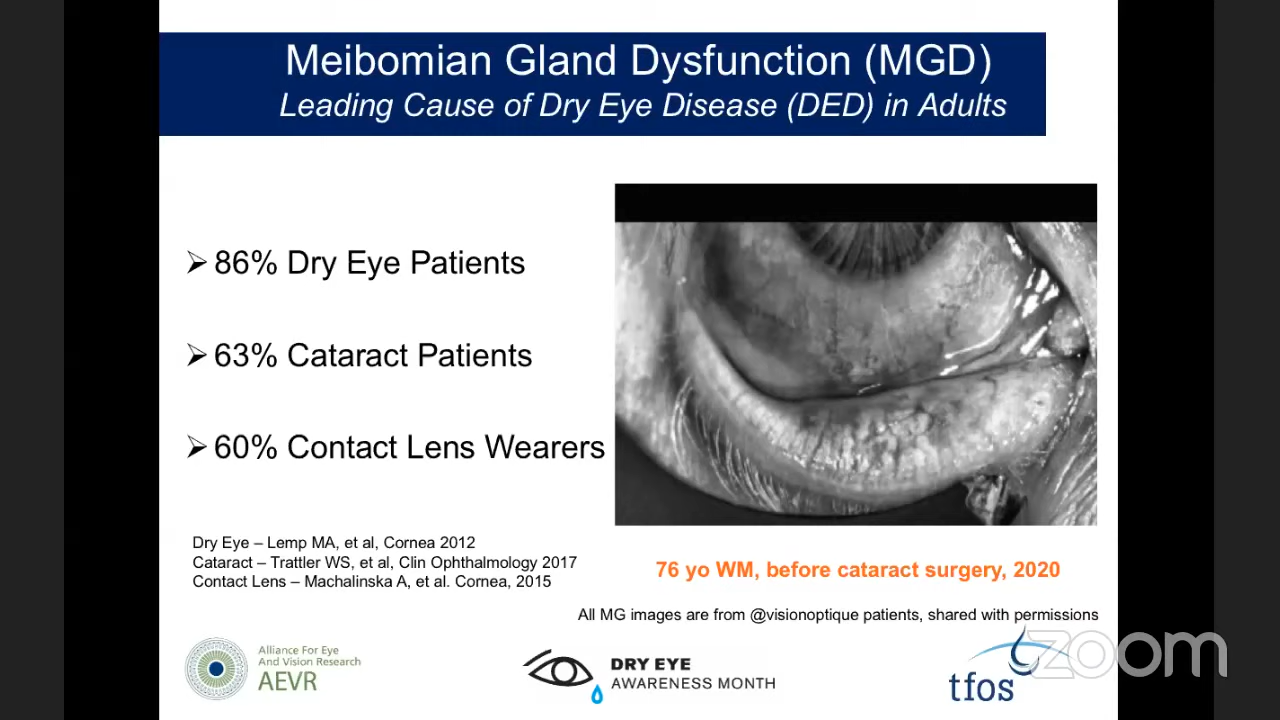 Meibomian Gland Dysfunction (MGD)
Leading Cause of Dry Eye Disease (DED) in Adults
86% Dry Eye Patients
63% Cataract Patients
60% Contact Lens Wearers
Dry Eye – Lemp MA, et al, Cornea 2012
Cataract – Trattler WS, et al, Clin Ophthalmology 2017
Contact Lens – Machalinska A, et al. Cornea, 2015
76 yo WM, before cataract surgery, 2020
All MG images are from @visionoptique patients, shared with permissions
Alliance For Eye
And Vision Research
AEVR
DRY EYE
AWARENESS MONTH
tfos
zoom